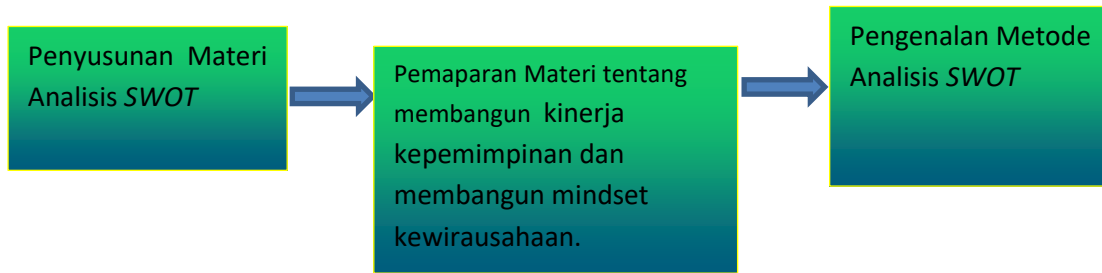 Penyusunan Materi
Analisis SWOT
Pemaparan Materi tentang
membangun kinerja
kepemimpinan dan
membangun mindset
kewirausahaan.
Pengenalan Metode
Analisis SWOT